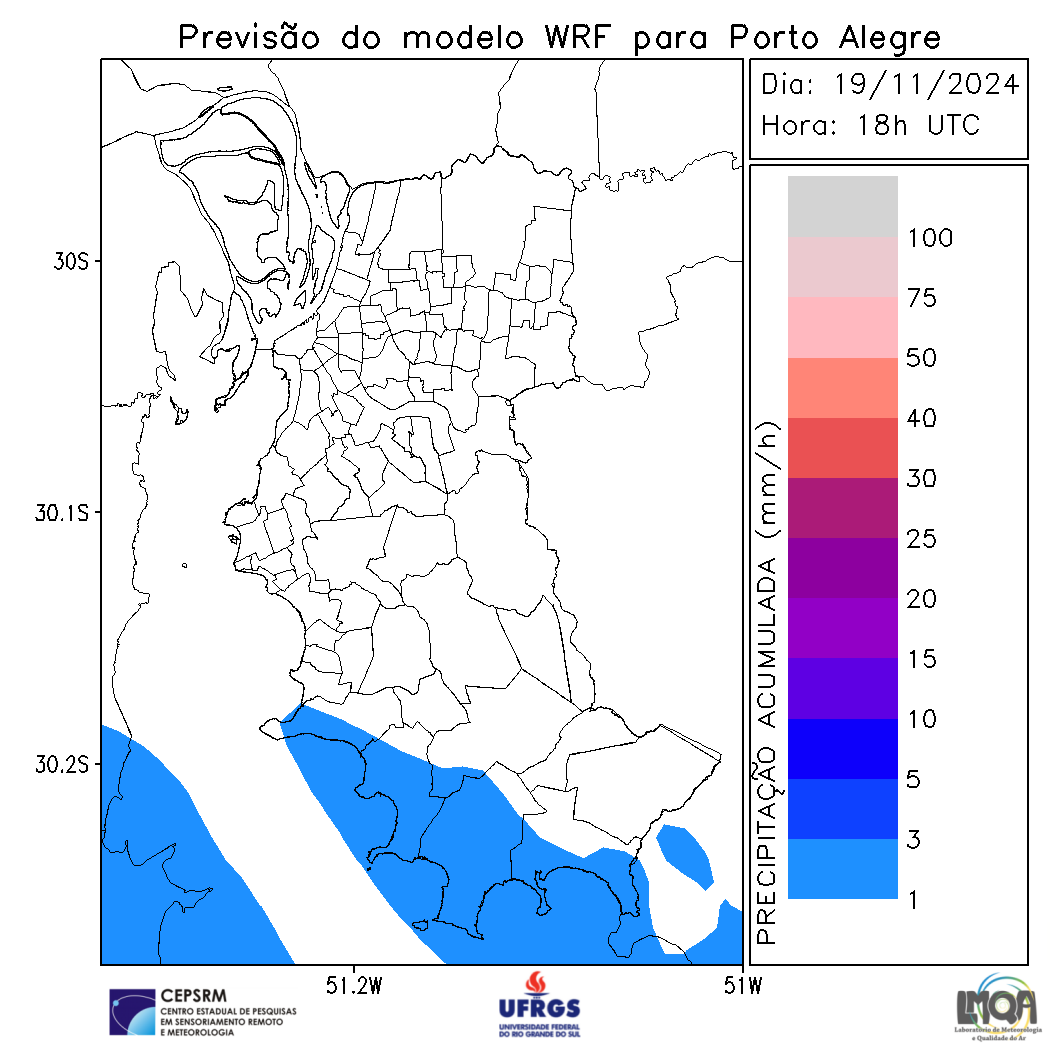 Previsão do modelo WRF para Porto Alegre
Dia: 19/11/2024
Hora: 18h UTC
30S
30.1S
30.2S
51.2W
51W
PRECIPITAÇÃO ACUMULADA (mm/h)
100
75
50
40
30
25
20
15
10
5
3
1
CEPSRM
CENTRO ESTADUAL DE PESQUISAS
EM SENSORIAMENTO REMOTO
E METEOROLOGIA
UFRGS
UNIVERSIDADE FEDERAL
DO RIO GRANDE DO SUL
LMQA
Laboratório de Meteorologia
e Qualidade do Ar